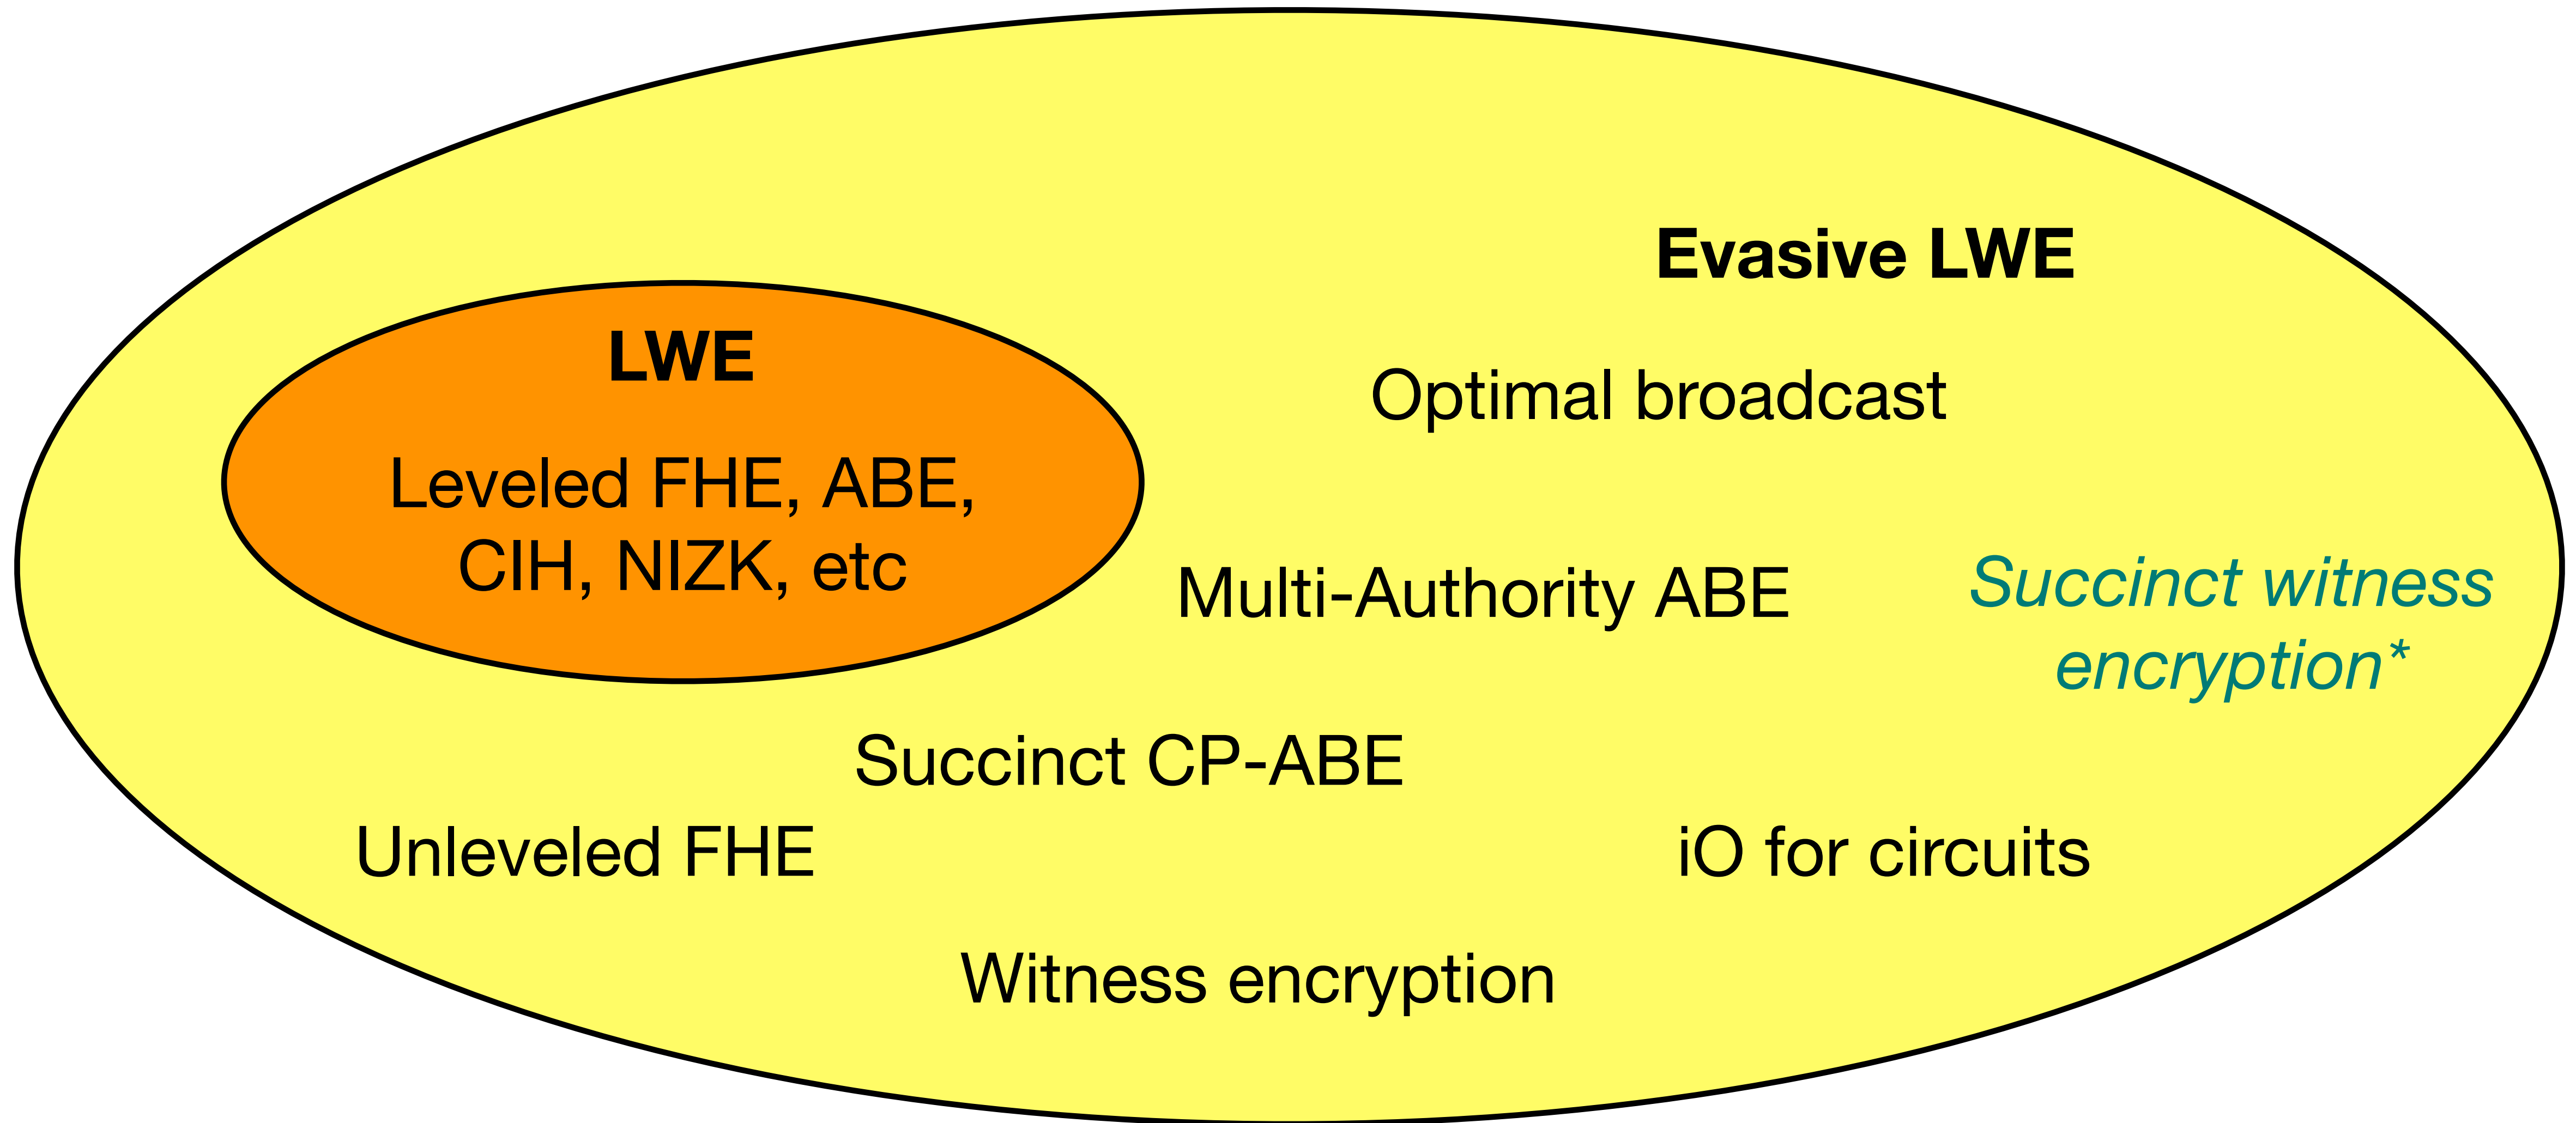 Evasive LWE
LWE
Optimal broadcast
Leveled FHE, ABE,
CIH, NIZK, etc
Multi-Authority ABE
Succinct witness
encryption*
Succinct CP-ABE
Unleveled FHE
iO for circuits
Witness encryption